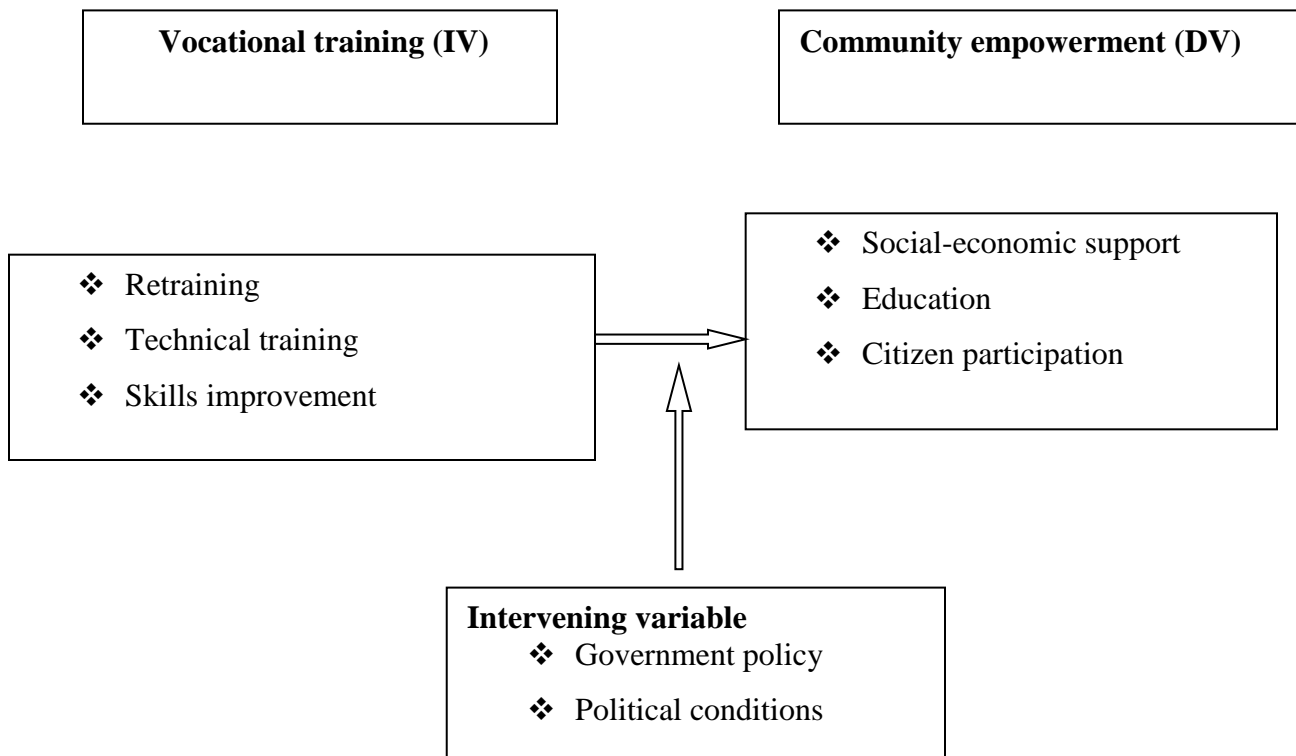 Vocational training (IV)
Community empowerment (DV)
❖ Retraining
❖ Technical training
❖ Skills improvement
❖ Social-economic support
❖ Education
❖ Citizen participation
Intervening variable
❖ Government policy
❖ Political conditions